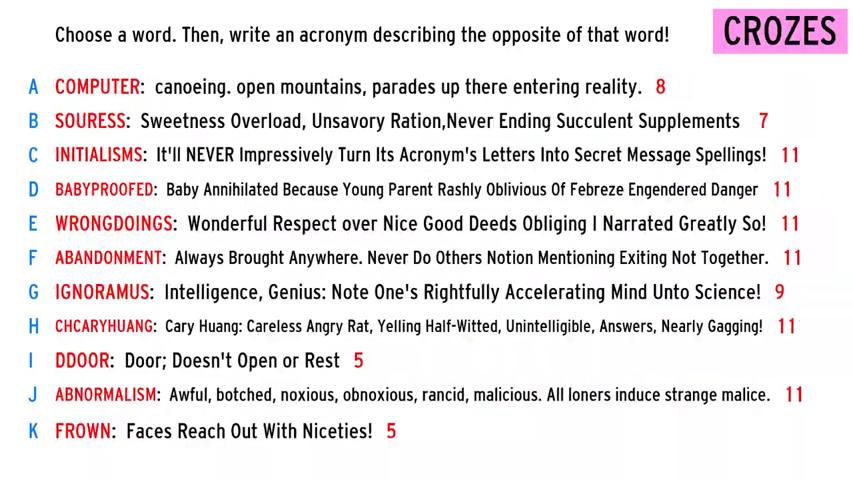 Choose a word. Then, write an acronym describing the opposite of that word!
CROZES
A COMPUTER: canoeing. open mountains, parades up there entering reality. 8
B SOURESS: Sweetness Overload, Unsavory Ration,Never Ending Succulent Supplements 7
C INITIALISMS: It'll NEVER Impressively Turn Its Acronym's Letters Into Secret Message Spellings! 11
D BABYPROOFED: Baby Annihilated Because Young Parent Rashly Oblivious Of Febreze Engendered Danger 11
E WRONGDOINGS: Wonderful Respect over Nice Good Deeds Obliging I Narrated Greatly So! 11
F ABANDONMENT: Always Brought Anywhere. Never Do Others Notion Mentioning Exiting Not Together. 11
G IGNORAMUS: Intelligence, Genius: Note One's Rightfully Accelerating Mind Unto Science! 9
H CHCARYHUANG: Cary Huang: Careless Angry Rat, Yelling Half-Witted, Unintelligible, Answers, Nearly Gagging! 11
I DDOOR: Door; Doesn't Open or Rest 5
J ABNORMALISM: Awful, botched, noxious, obnoxious, rancid, malicious. All loners induce strange malice. 11
K FROWN: Faces Reach Out With Niceties! 5